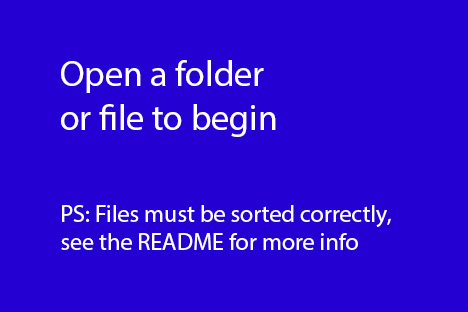 Open a folder
or file to begin
PS: Files must be sorted correctly,
see the README for more info